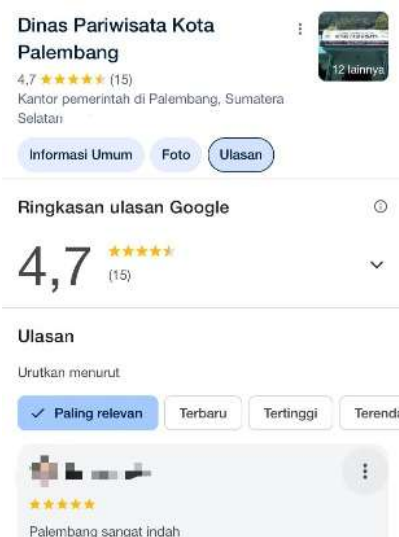 Dinas Pariwisata Kota
Palembang
4,7 (15)
Kantor pemerintah di Palembang, Sumatera
Selatan
12 lainnya
Informasi Umum
Foto
Ulasan
Ringkasan ulasan Google
4,7
(15)
Ulasan
Urutkan menurut
Paling relevan
Terbaru
Tertinggi
Terenda
Palembang sangat indah